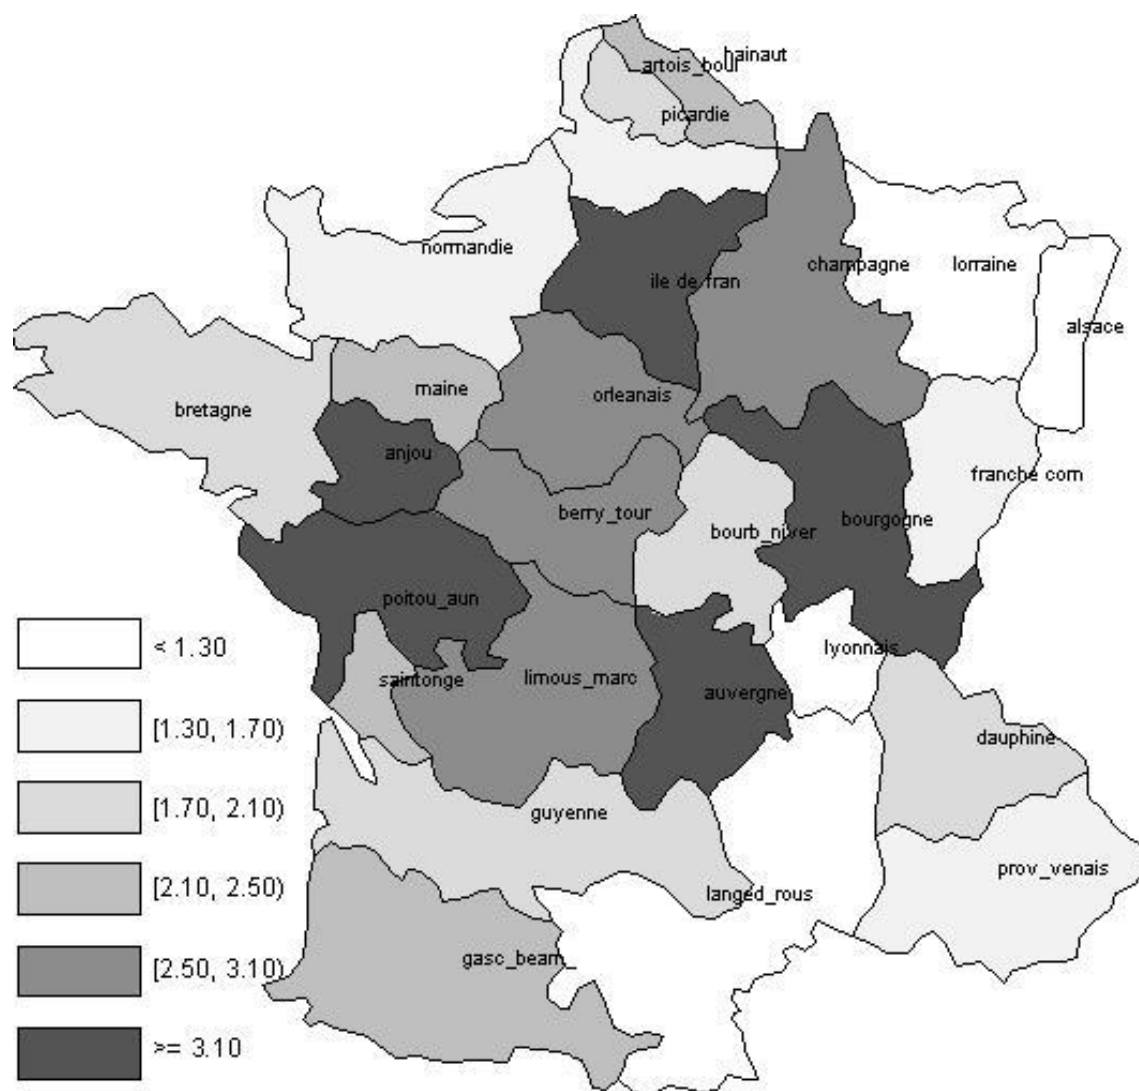 hainaut
artois_boul
picardie
normandie
ile de fran
champagne
lorraine
alsace
maine
orleanais
bretagne
anjou
franche com
berry_tour
bourb_niver
bourgogne
poitou_aun
lyonnais
saintonge
limous_marc
auvergne
dauphine
guyenne
prov_venais
langed_rous
gasc_bearn_
< 1.30
[1.30, 1.70)
[1.70, 2.10)
[2.10, 2.50)
[2.50, 3.10)
>= 3.10